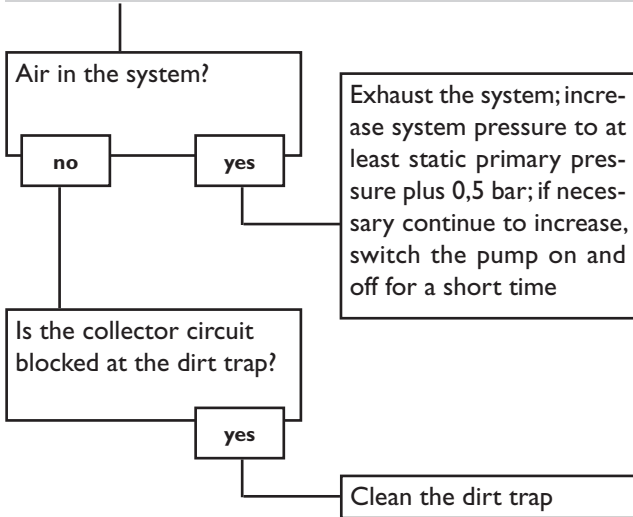 Air in the system?
no
yes
Exhaust the system; incre-
ase system pressure to at
least static primary pres-
sure plus 0,5 bar; if neces-
sary continue to increase,
switch the pump on and
off for a short time
Is the collector circuit
blocked at the dirt trap?
yes
Clean the dirt trap